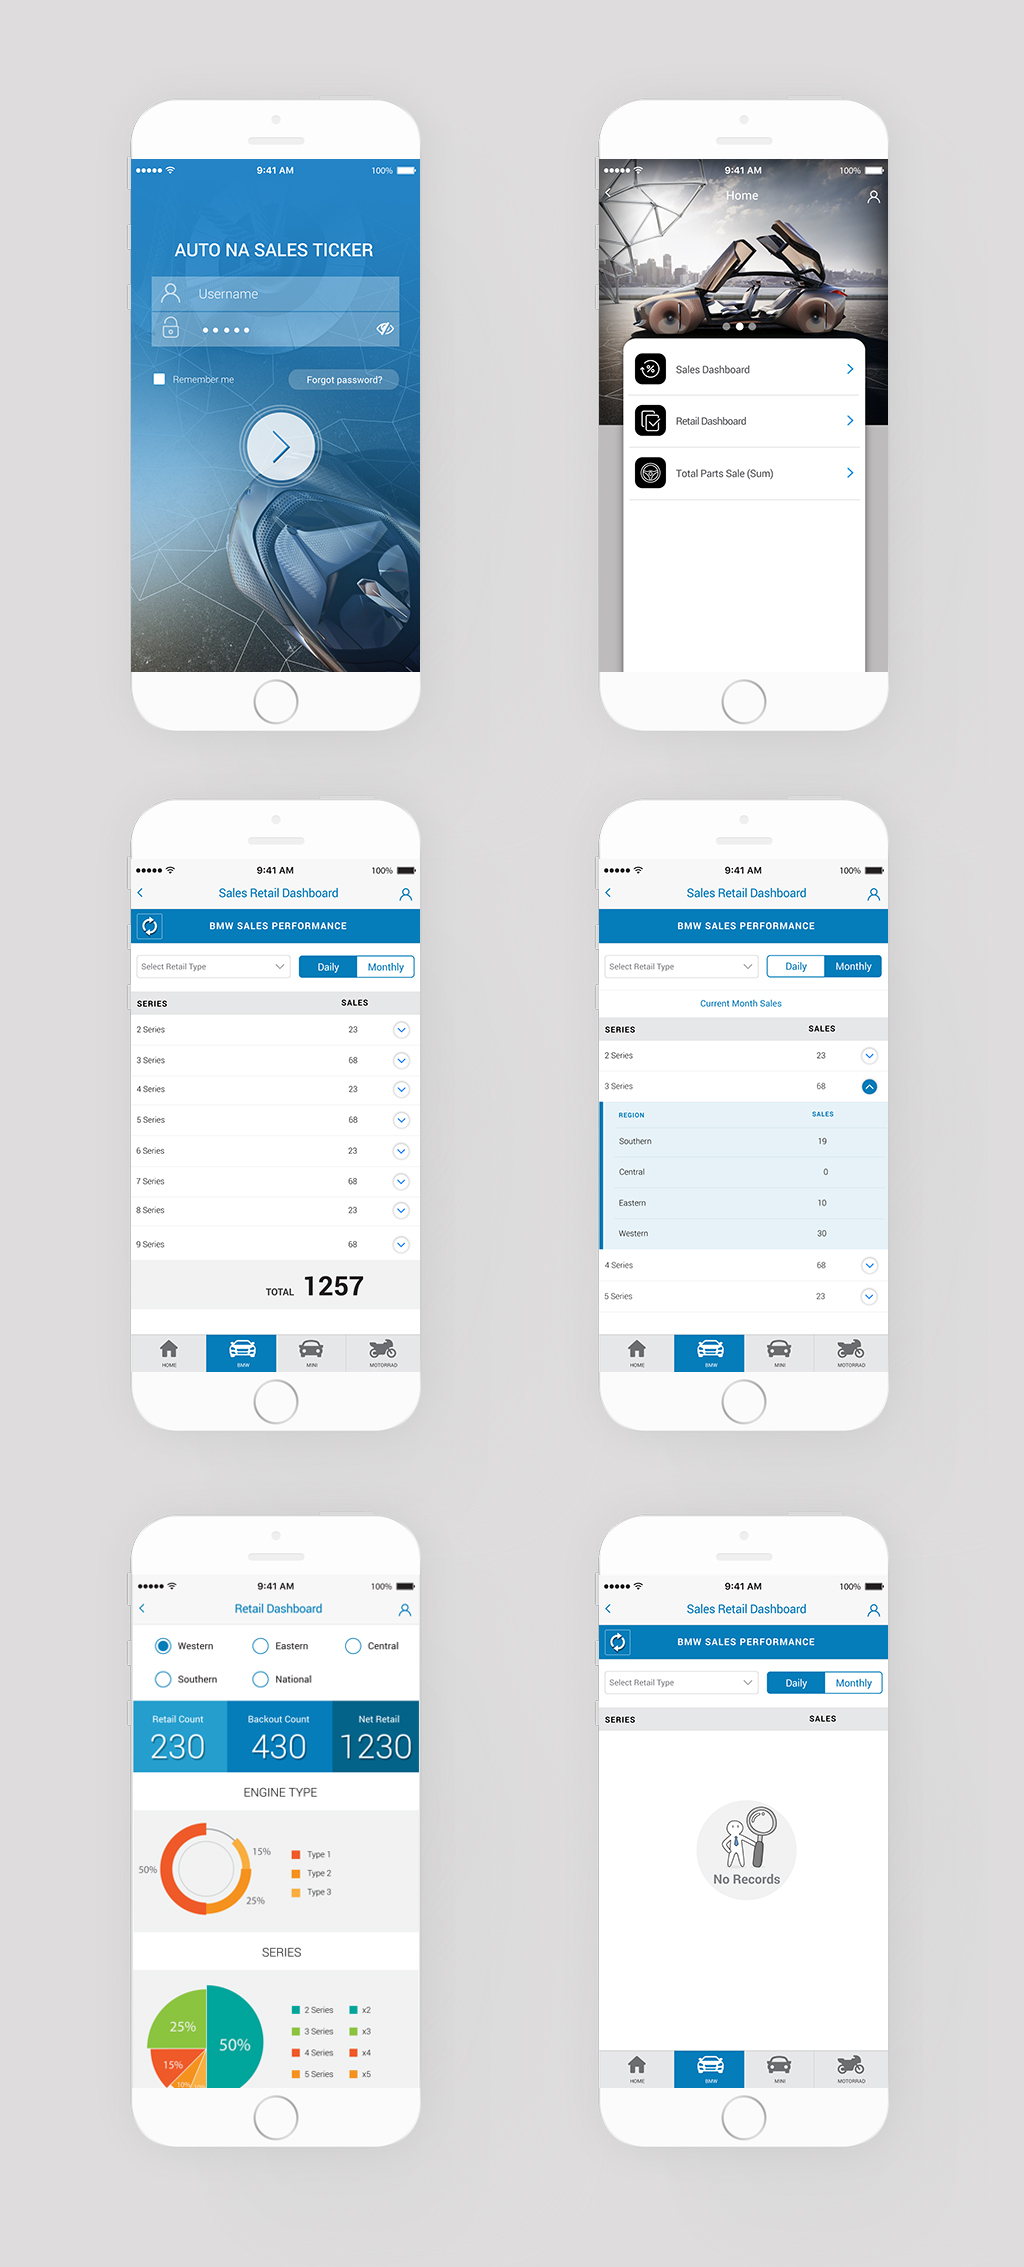 9:41 AM 100%
AUTO NA SALES TICKER
Username
Remember me Forgot password?
9:41 AM 100%
Home
Sales Dashboard
Retail Dashboard
Total Parts Sale (Sum)
9:41 AM 100%
Sales Retail Dashboard
BMW SALES PERFORMANCE
Select Retail Type Daily Monthly
SERIES SALES
2 Series 23
3 Series 68
4 Series 23
5 Series 68
6 Series 23
7 Series 68
8 Series 23
9 Series 68
TOTAL 1257
HOME BMW MINI MOTORRAD
9:41 AM 100%
Sales Retail Dashboard
BMW SALES PERFORMANCE
Select Retail Type Daily Monthly
Current Month Sales
SERIES SALES
2 Series 23
3 Series 68
REGION SALES
Southern 19
Central 0
Eastern 10
Western 30
4 Series 68
5 Series 23
HOME BMW MINI MOTORRAD
9:41 AM 100%
Retail Dashboard
Western Eastern Central
Southern National
Retail Count Backout Count Net Retail
230 430 1230
ENGINE TYPE
50% 15% 25%
Type 1
Type 2
Type 3
SERIES
25% 50% 15% 10%
2 Series x2
3 Series x3
4 Series x4
5 Series x5
9:41 AM 100%
Sales Retail Dashboard
BMW SALES PERFORMANCE
Select Retail Type Daily Monthly
SERIES SALES
No Records
HOME BMW MINI MOTORRAD